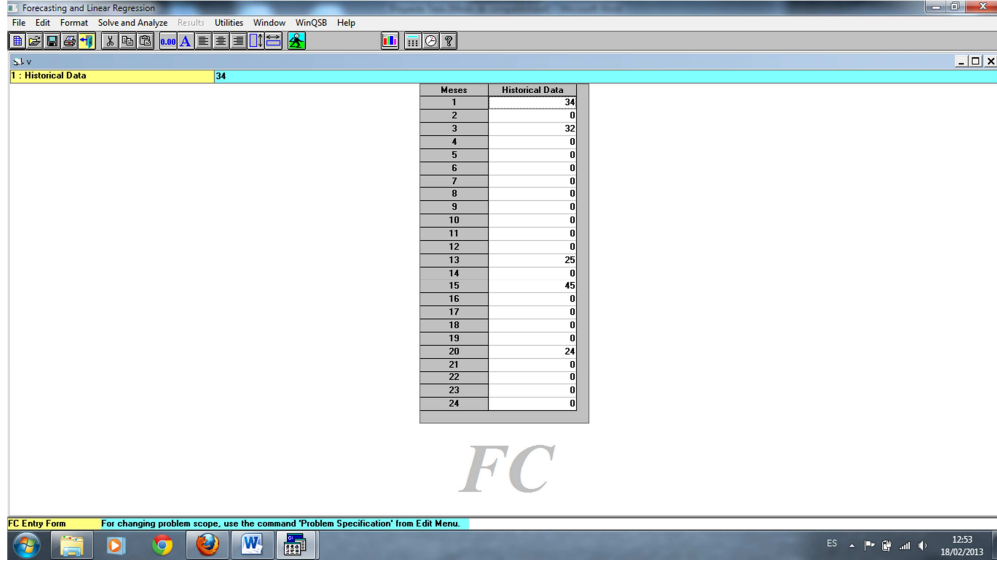 Forecasting and Linear Regression
File Edit Format Solve and Analyze Results Utilities Window WinQSB Help
0.00 A
v
1 : Historical Data 34
Meses Historical Data
1 34
2 0
3 32
4 0
5 0
6 0
7 0
8 0
9 0
10 0
11 0
12 0
13 25
14 0
15 45
16 0
17 0
18 0
19 0
20 24
21 0
22 0
23 0
24 0
FC
FC Entry Form For changing problem scope, use the command 'Problem Specification' from Edit Menu.
ES 12:53
18/02/2013